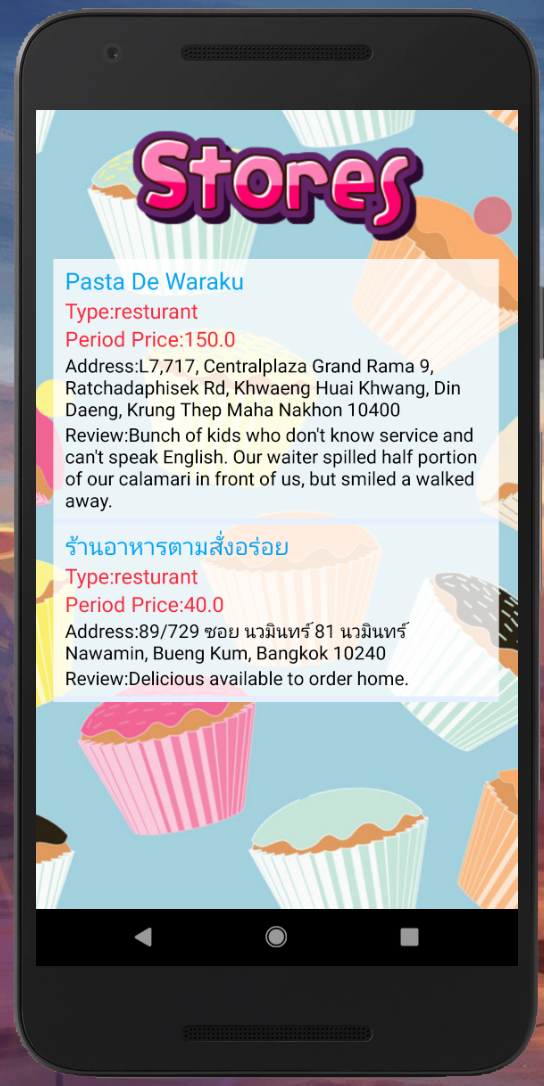 Stores
Pasta De Waraku
Type:resturant
Period Price:150.0
Address:L7,717, Centralplaza Grand Rama 9,
Ratchadaphisek Rd, Khwaeng Huai Khwang, Din
Daeng, Krung Thep Maha Nakhon 10400
Review:Bunch of kids who don't know service and
can't speak English. Our waiter spilled half portion
of our calamari in front of us, but smiled a walked
away.
ร้านอาหารตามสั่งอร่อย
Type:resturant
Period Price:40.0
Address:89/729 ซอย นวมินทร์ 81 นวมินทร์
Nawamin, Bueng Kum, Bangkok 10240
Review:Delicious available to order home.